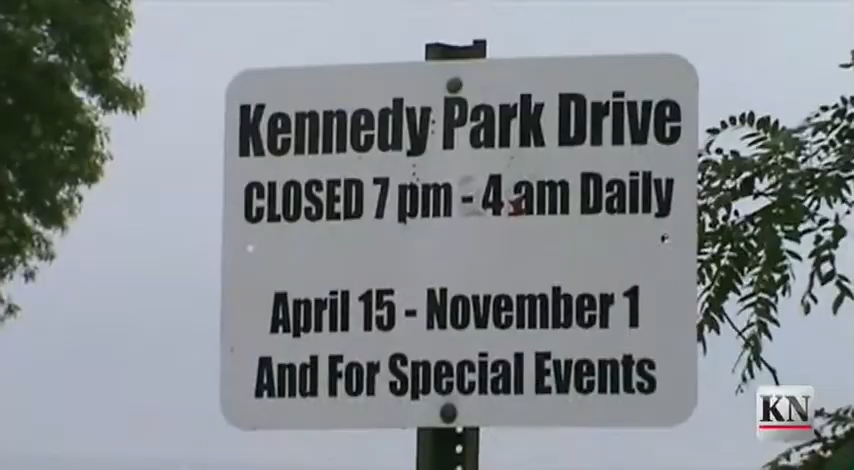 Kennedy Park Drive
CLOSED 7 pm - 4 am Daily
April 15 - November 1
And For Special Events
KN